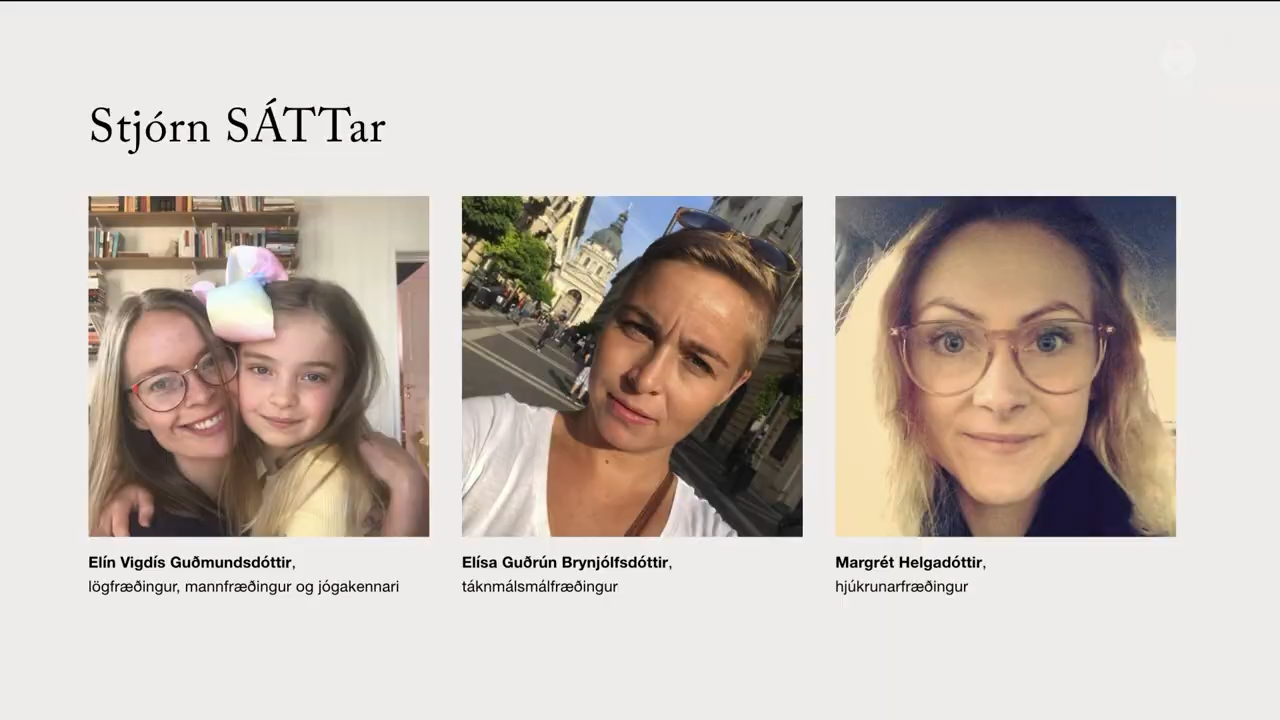 Stjórn SÁTTar
Elín Vigdís Guðmundsdóttir,
lögfræðingur, mannfræðingur og jógakennari
Elísa Guðrún Brynjólfsdóttir,
táknmálsmálfræðingur
Margrét Helgadóttir,
hjúkrunarfræðingur